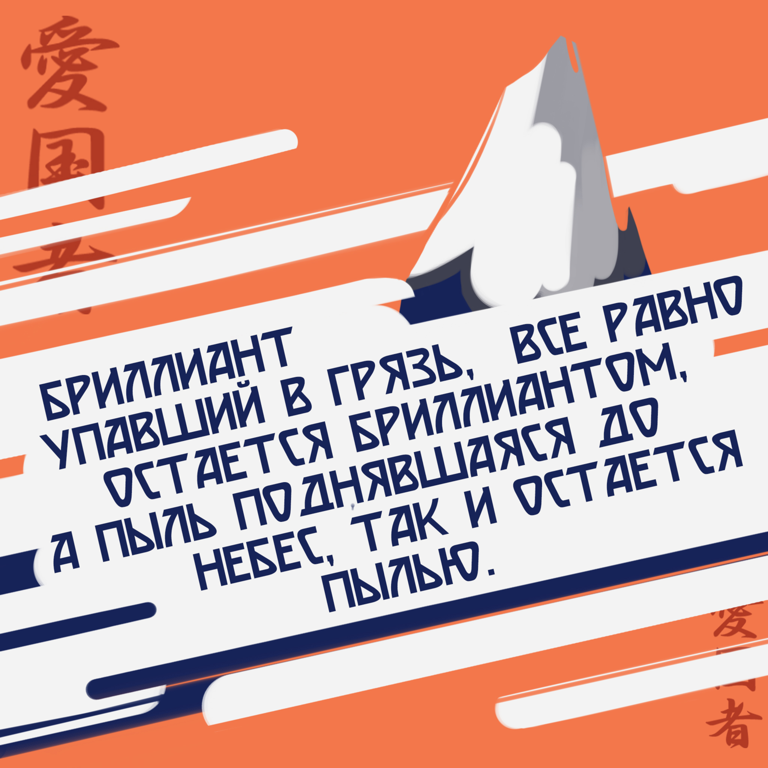 愛
国
者
БРИЛЛИАНТ
УПАВШИЙ В ГРЯЗЬ, ВСЕ РАВНО
ОСТАЕТСЯ БРИЛЛИАНТОМ,
А ПЫЛЬ ПОДНЯВШАЯСЯ ДО
НЕБЕС, ТАК И ОСТАЕТСЯ
ПЫЛЬЮ.
愛
国
者